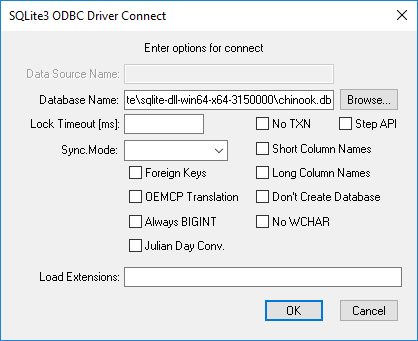 SQLite3 ODBC Driver Connect
Enter options for connect
Data Source Name:
Database Name: te\sqlite-dll-win64-x64-3150000\chinook.db Browse...
Lock Timeout [ms]: No TXN Step API
Sync.Mode: Short Column Names
Foreign Keys Long Column Names
OEMCP Translation Don't Create Database
Always BIGINT No WCHAR
Julian Day Conv.
Load Extensions:
OK Cancel